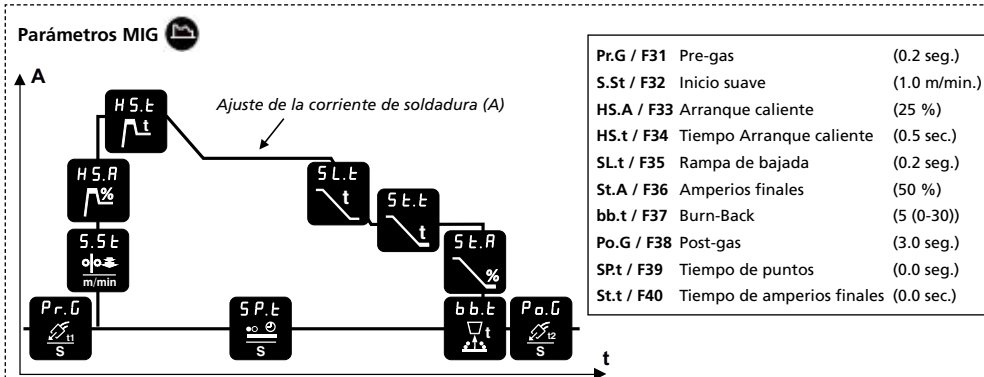 Parámetros MIG
A
Ajuste de la corriente de soldadura (A)
HS.t
t
HS.A
%
S.St
m/min
Pr.G
t1
S
SP.t
S
SL.t
t
St.t
t
St.A
%
bb.t
t
Po.G
t2
S
t
Pr.G / F31 Pre-gas (0.2 seg.)
S.St / F32 Inicio suave (1.0 m/min.)
HS.A / F33 Arranque caliente (25 %)
HS.t / F34 Tiempo Arranque caliente (0.5 sec.)
SL.t / F35 Rampa de bajada (0.2 seg.)
St.A / F36 Amperios finales (50 %)
bb.t / F37 Burn-Back (5 (0-30))
Po.G / F38 Post-gas (3.0 seg.)
SP.t / F39 Tiempo de puntos (0.0 seg.)
St.t / F40 Tiempo de amperios finales (0.0 sec.)